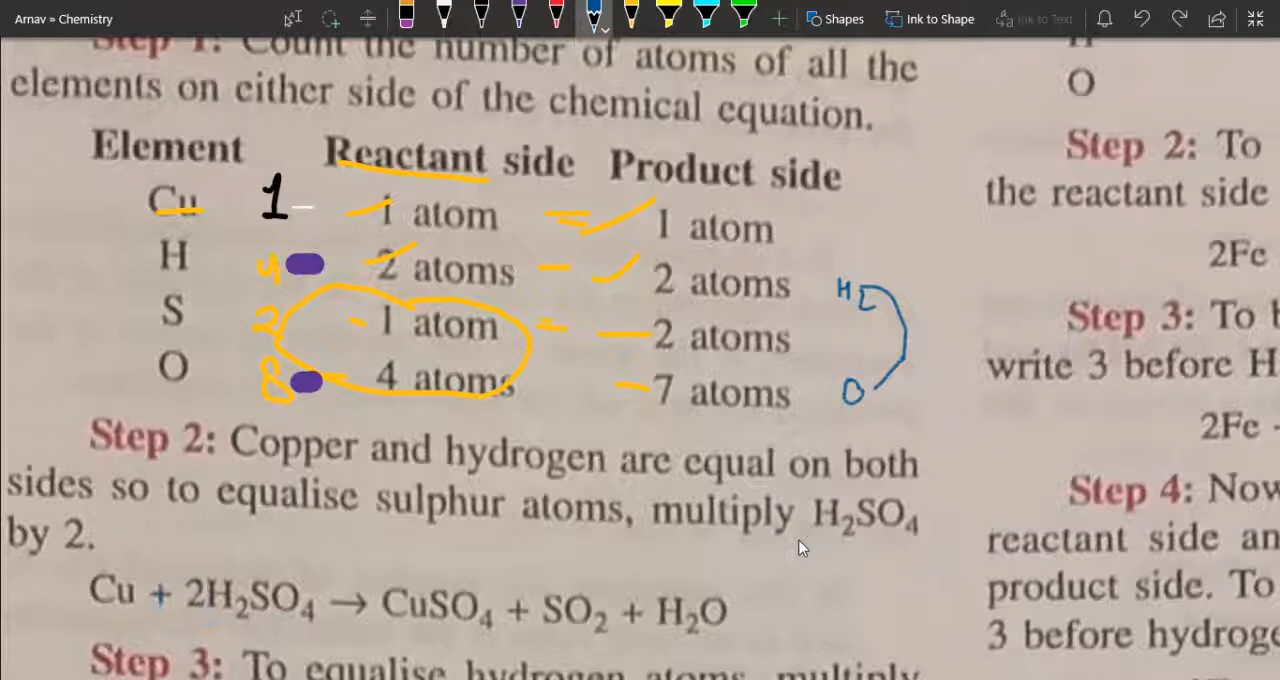 Arnav » Chemistry
Shapes
Ink to Shape
Ink to Text
Step 1: Count the number of atoms of all the
elements on either side of the chemical equation.
Element Reactant side Product side
Cu 1 1 atom 1 atom
H 4 2 atoms 2 atoms H
S 2 1 atom 2 atoms
O 8 4 atoms 7 atoms O
Step 2: Copper and hydrogen are equal on both
sides so to equalise sulphur atoms, multiply H₂SO₄
by 2.
Cu + 2H₂SO₄ → CuSO₄ + SO₂ + H₂O
Step 3: To equalise hydrogen atoms, multiply
O
Step 2: To
the reactant side
2Fe
Step 3: To
write 3 before H
2Fe
Step 4: Now
reactant side an
product side. To
3 before hydroge